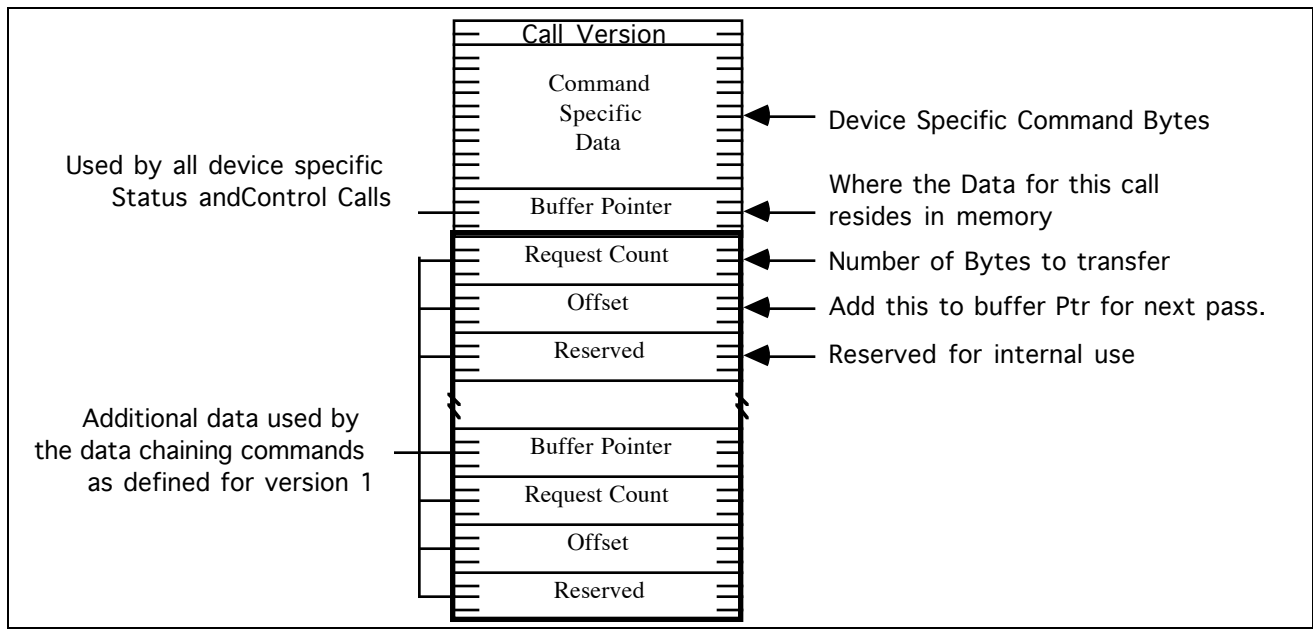 Call Version
Command
Specific
Data
Device Specific Command Bytes
Used by all device specific
Status andControl Calls
Buffer Pointer
Where the Data for this call
resides in memory
Request Count
Number of Bytes to transfer
Offset
Add this to buffer Ptr for next pass.
Reserved
Reserved for internal use
Additional data used by
the data chaining commands
as defined for version 1
Buffer Pointer
Request Count
Offset
Reserved